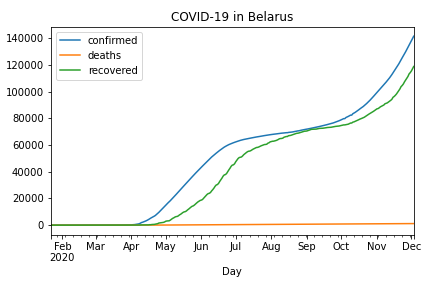 COVID-19 in Belarus
confirmed
deaths
recovered
140000
120000
100000
80000
60000
40000
20000
0
Feb Mar Apr May Jun Jul Aug Sep Oct Nov Dec
2020
Day